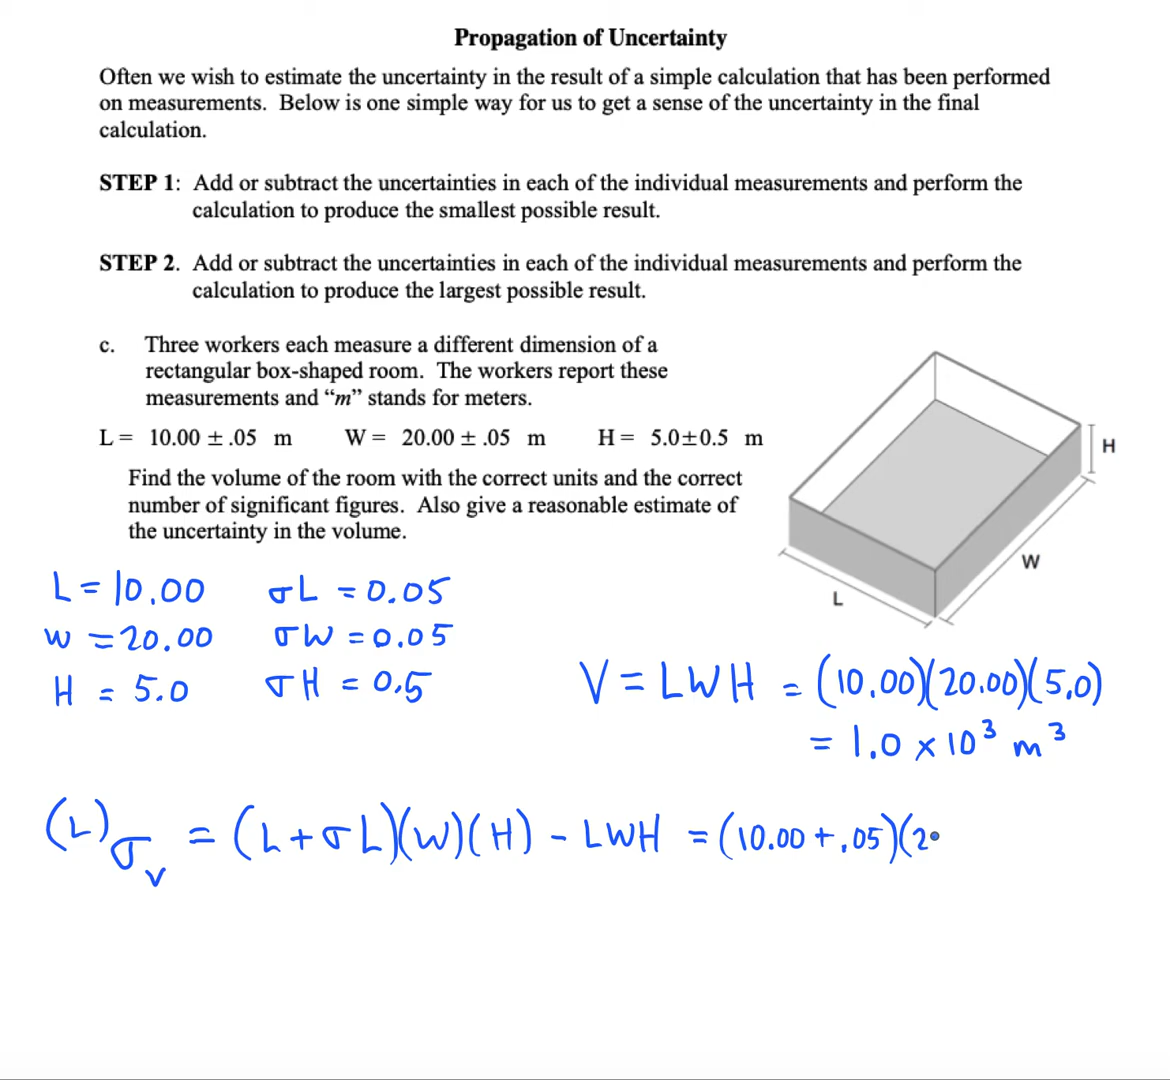 Propagation of Uncertainty
Often we wish to estimate the uncertainty in the result of a simple calculation that has been performed
on measurements. Below is one simple way for us to get a sense of the uncertainty in the final
calculation.
STEP 1: Add or subtract the uncertainties in each of the individual measurements and perform the
calculation to produce the smallest possible result.
STEP 2. Add or subtract the uncertainties in each of the individual measurements and perform the
calculation to produce the largest possible result.
c. Three workers each measure a different dimension of a
rectangular box-shaped room. The workers report these
measurements and “m” stands for meters.
L = 10.00 ± .05 m W = 20.00 ± .05 m H = 5.0±0.5 m
Find the volume of the room with the correct units and the correct
number of significant figures. Also give a reasonable estimate of
the uncertainty in the volume.
H
W
L
L = 10.00 σL = 0.05
W = 20.00 σW = 0.05
H = 5.0 σH = 0.5
V = LWH = (10.00)(20.00)(5.0)
= 1.0 × 10³ m³
(L)σ_V = (L+σL)(W)(H) - LWH = (10.00 + .05)(20